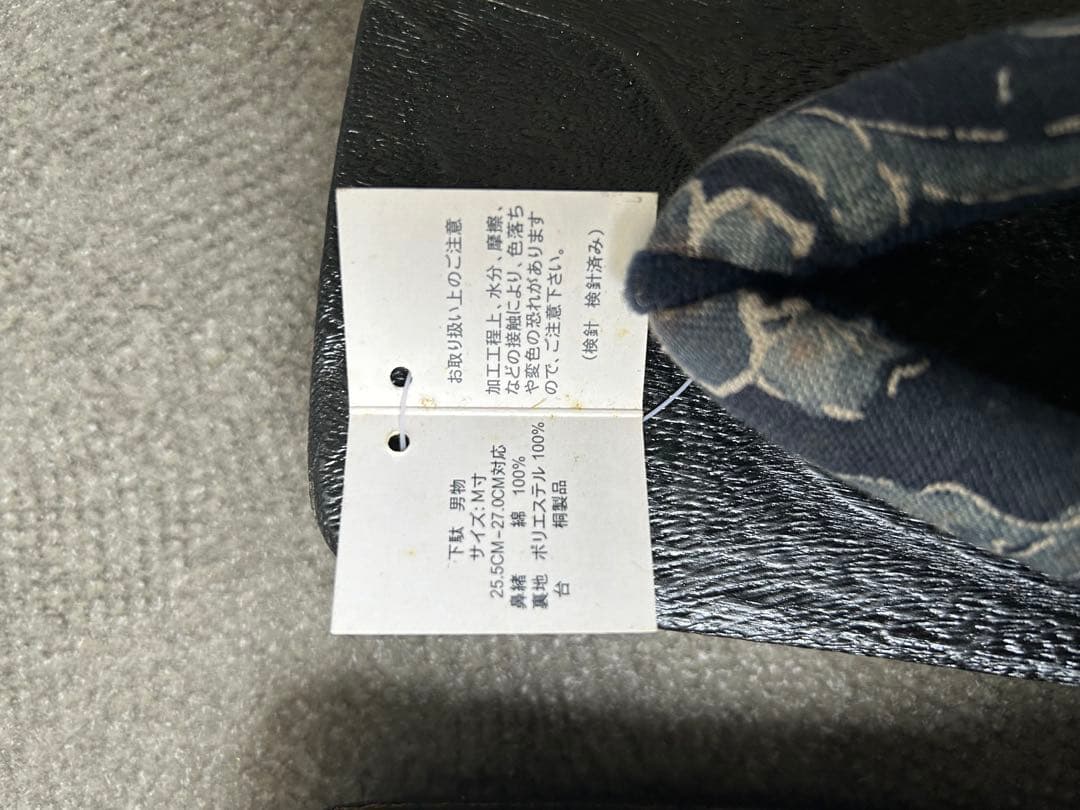 下駄 男物
サイズ:M寸
25.5CM-27.0CM対応
鼻緒 綿 100%
裏地 ポリエステル 100%
台 桐製品
お取り扱い上のご注意
加工工程上、水分、摩擦、
などの接触により、色落ち
や変色の恐れがあります
ので、ご注意下さい。
(検針 検針済み)